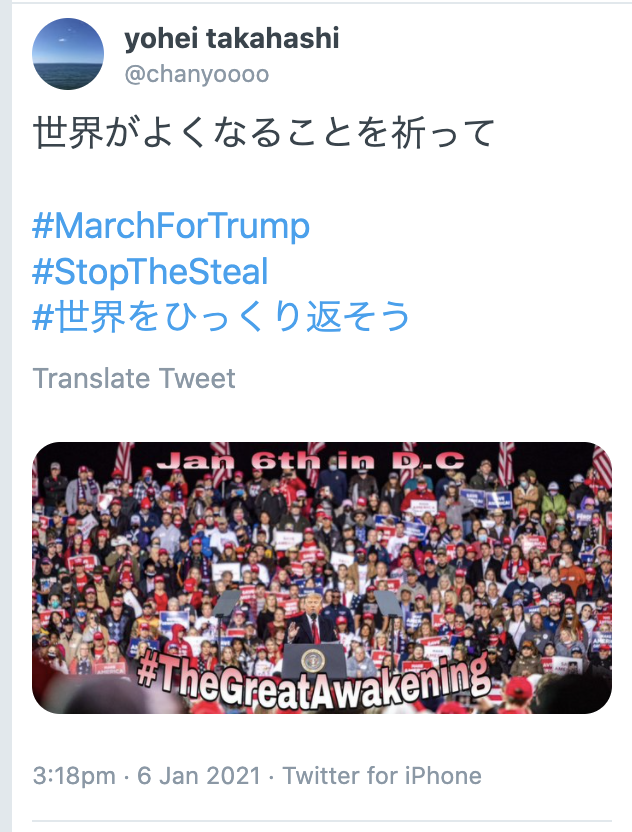 yohei takahashi
@chanyoooo
世界がよくなることを祈って
#MarchForTrump
#StopTheSteal
#世界をひっくり返そう
Translate Tweet
Jan 6th in D.C
#TheGreatAwakening
3:18pm · 6 Jan 2021 · Twitter for iPhone